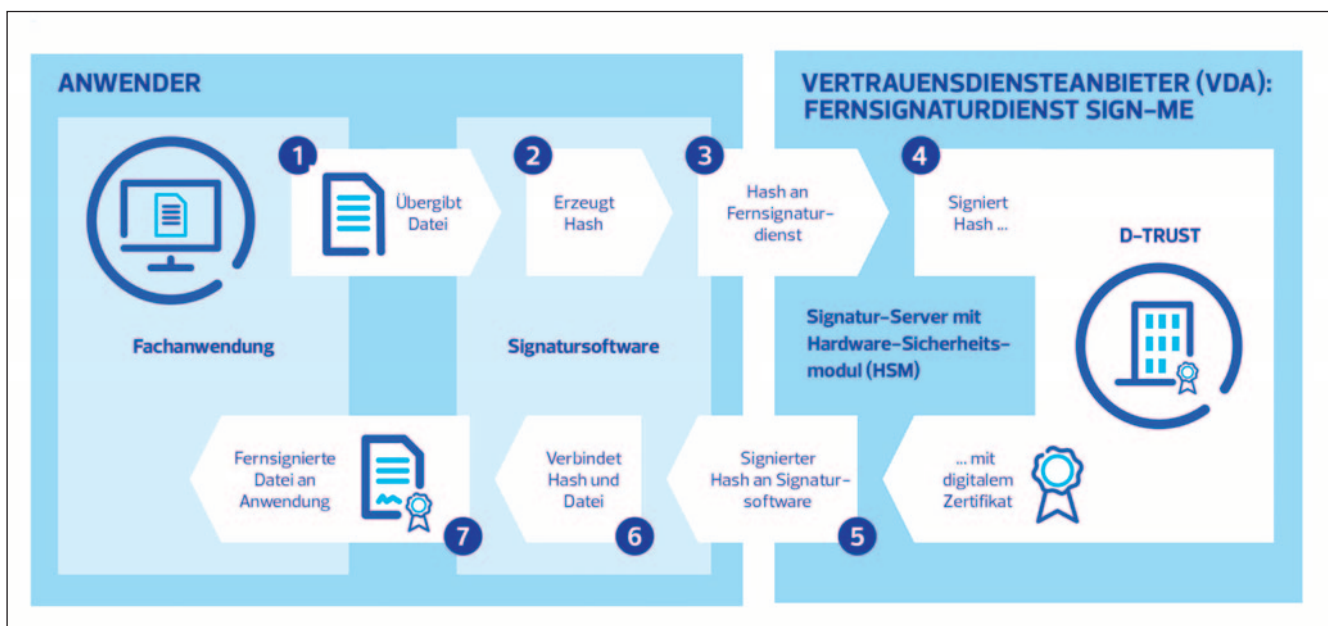 ANWENDER
VERTRAUENSDIENSTEANBIETER (VDA):
FERNSIGNATURDIENST SIGN-ME
1
Übergibt
Datei
2
Erzeugt
Hash
3
Hash an
Fernsignatur-
dienst
4
Signiert
Hash ...
D-TRUST
Fachanwendung
Signatursoftware
Signatur-Server mit
Hardware-Sicherheits-
modul (HSM)
... mit
digitalem
Zertifikat
Signierter
Hash an Signatur-
software
5
Verbindet
Hash und
Datei
6
Fernsignierte
Datei an
Anwendung
7